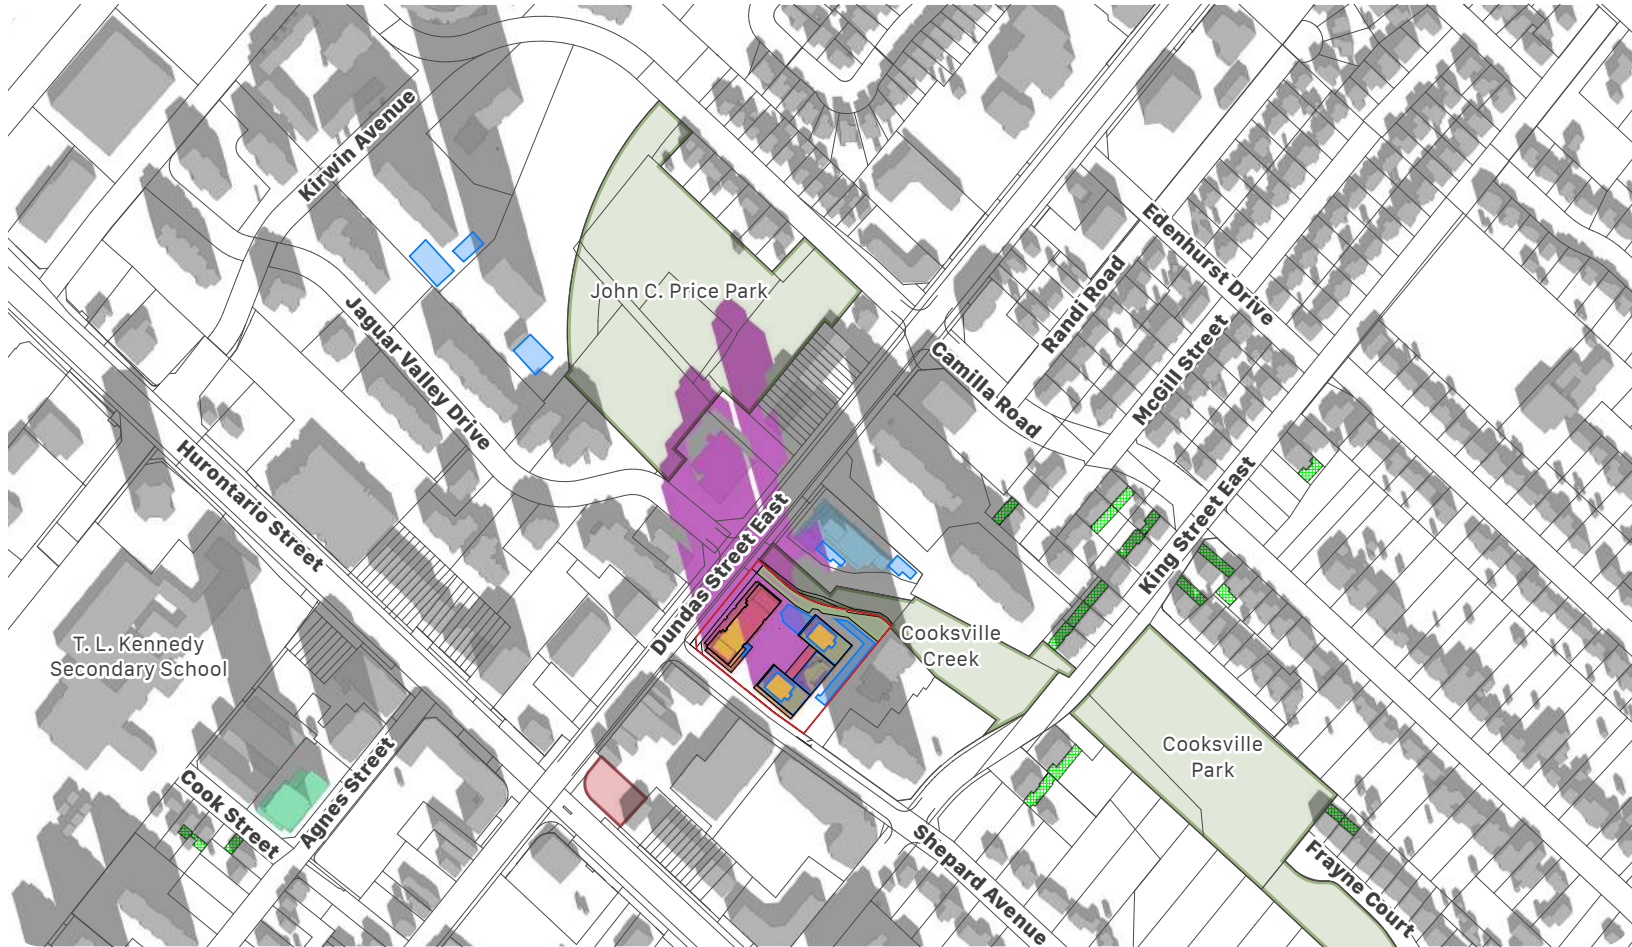 Kirwin Avenue
John C. Price Park
Edenhurst Drive
Randi Road
Jaguar Valley Drive
McGill Street
Camilla Road
Hurontario Street
King Street East
Dundas Street East
T. L. Kennedy
Secondary School
Cooksville
Creek
Cooksville
Park
Cook Street
Agnes Street
Shepard Avenue
Frayne Court